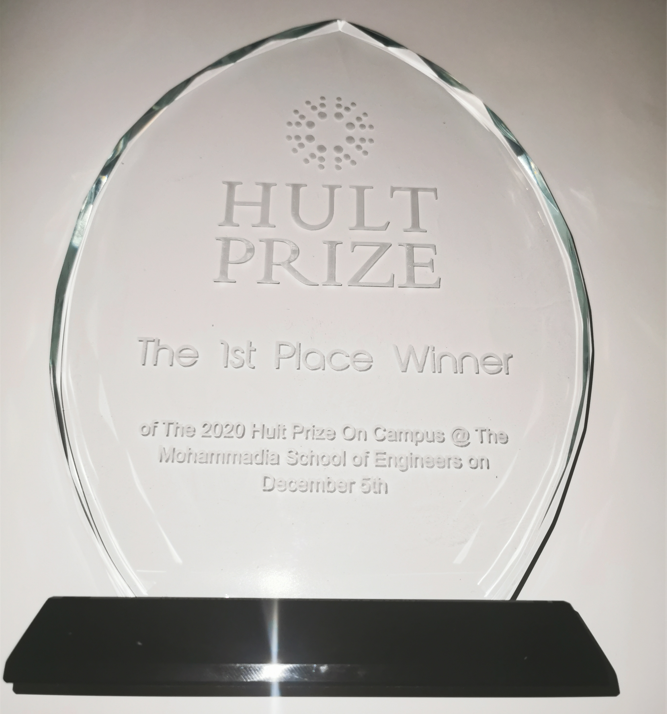 HULT
PRIZE
The 1st Place Winner
of The 2020 Hult Prize On Campus @ The
Mohammadia School of Engineers on
December 5th